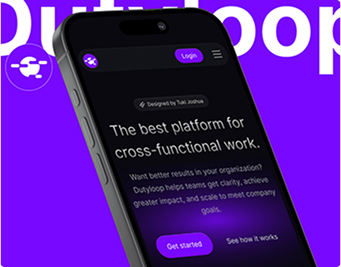 Dutyloop
Login
Designed by Tuki Joshua
The best platform for
cross-functional work.
Want better results in your organization?
Dutyloop helps teams get clarity, achieve
greater impact, and scale to meet company
goals.
Get started
See how it works